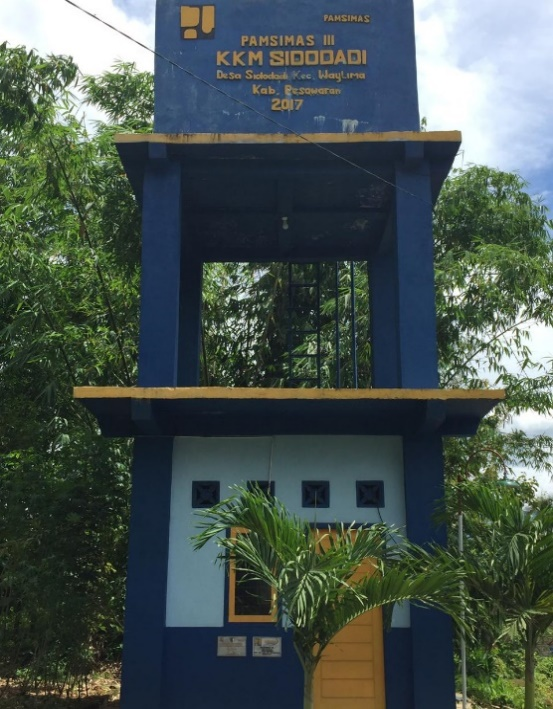 PAMSIMAS
PAMSIMAS III
KKM SIDODADI
Desa Sidodadi Kec. WayLima
Kab. Pesawaran
2017